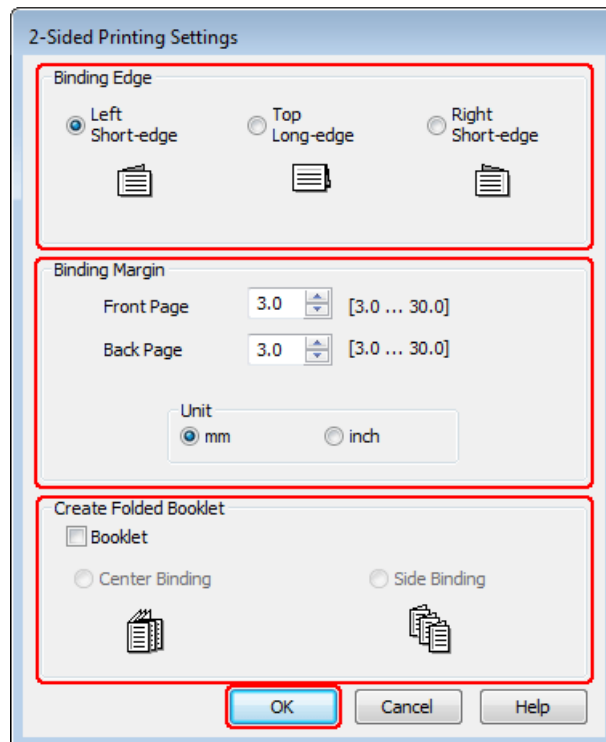 2-Sided Printing Settings
Binding Edge
Left
Short-edge
Top
Long-edge
Right
Short-edge
Binding Margin
Front Page 3.0 [3.0 ... 30.0]
Back Page 3.0 [3.0 ... 30.0]
Unit
mm inch
Create Folded Booklet
Booklet
Center Binding Side Binding
OK Cancel Help